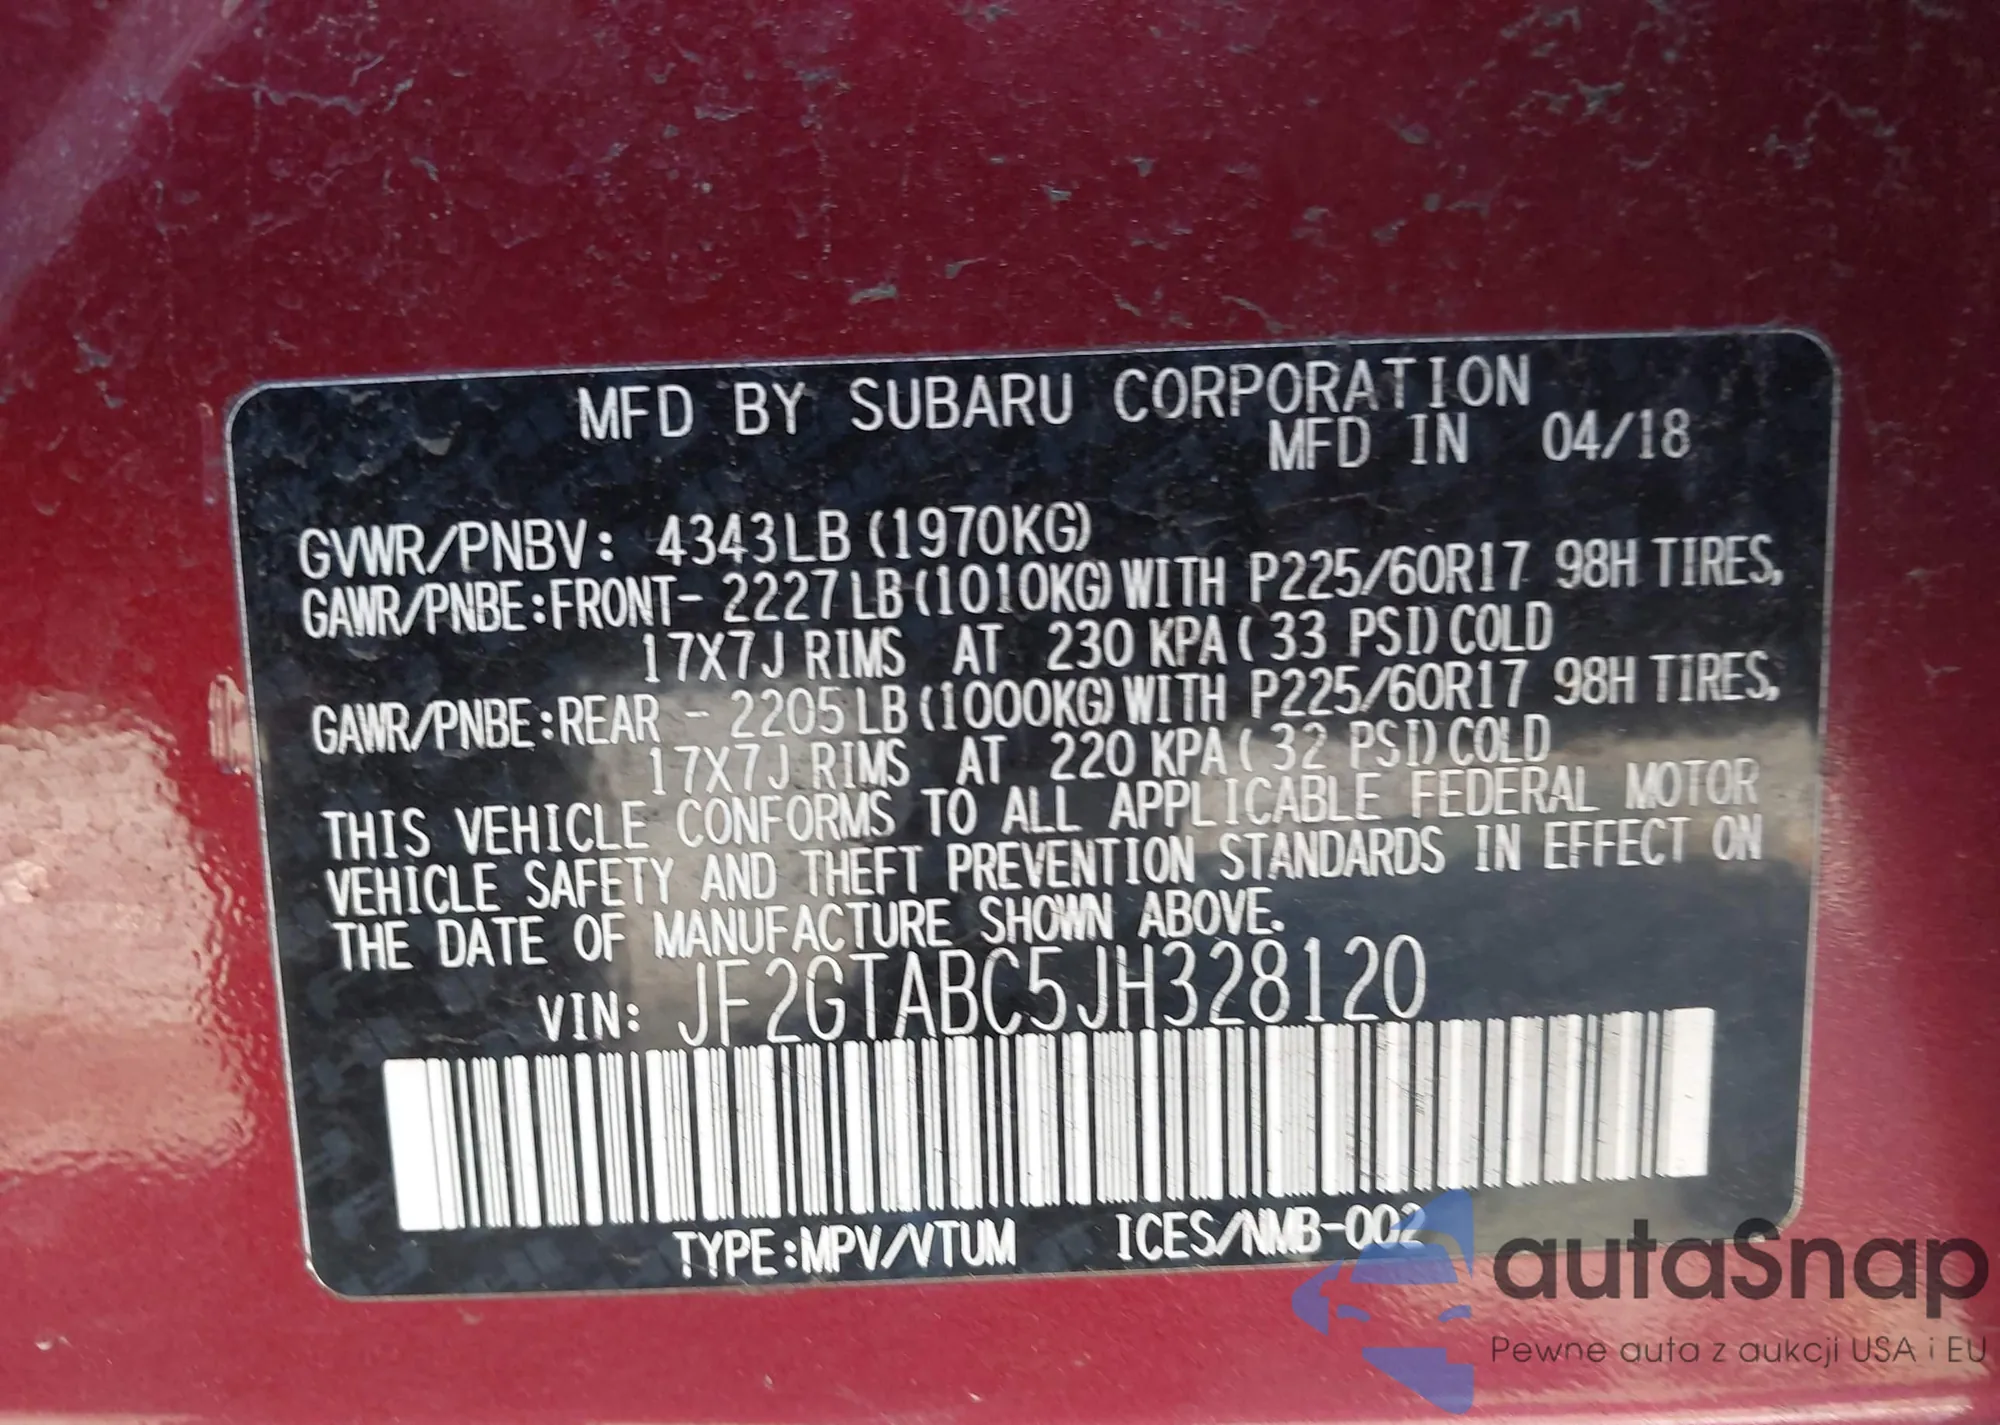 MFD BY SUBARU CORPORATION
MFD IN 04/18
GVWR/PNBV: 4343LB (1970KG)
GAWR/PNBE:FRONT- 2227LB(1010KG) WITH P225/60R17 98H TIRES,
17X7J RIMS AT 230 KPA( 33 PSI) COLD
GAWR/PNBE:REAR - 2205LB(1000KG) WITH P225/60R17 98H TIRES,
17X7J RIMS AT 220 KPA( 32 PSI) COLD
THIS VEHICLE CONFORMS TO ALL APPLICABLE FEDERAL MOTOR
VEHICLE SAFETY AND THEFT PREVENTION STANDARDS IN EFFECT ON
THE DATE OF MANUFACTURE SHOWN ABOVE.
VIN: JF2GTABC5JH328120
TYPE:MPV/VTUM ICES/NMB-002
autaSnap
Pewne auta z aukcji USA i EU